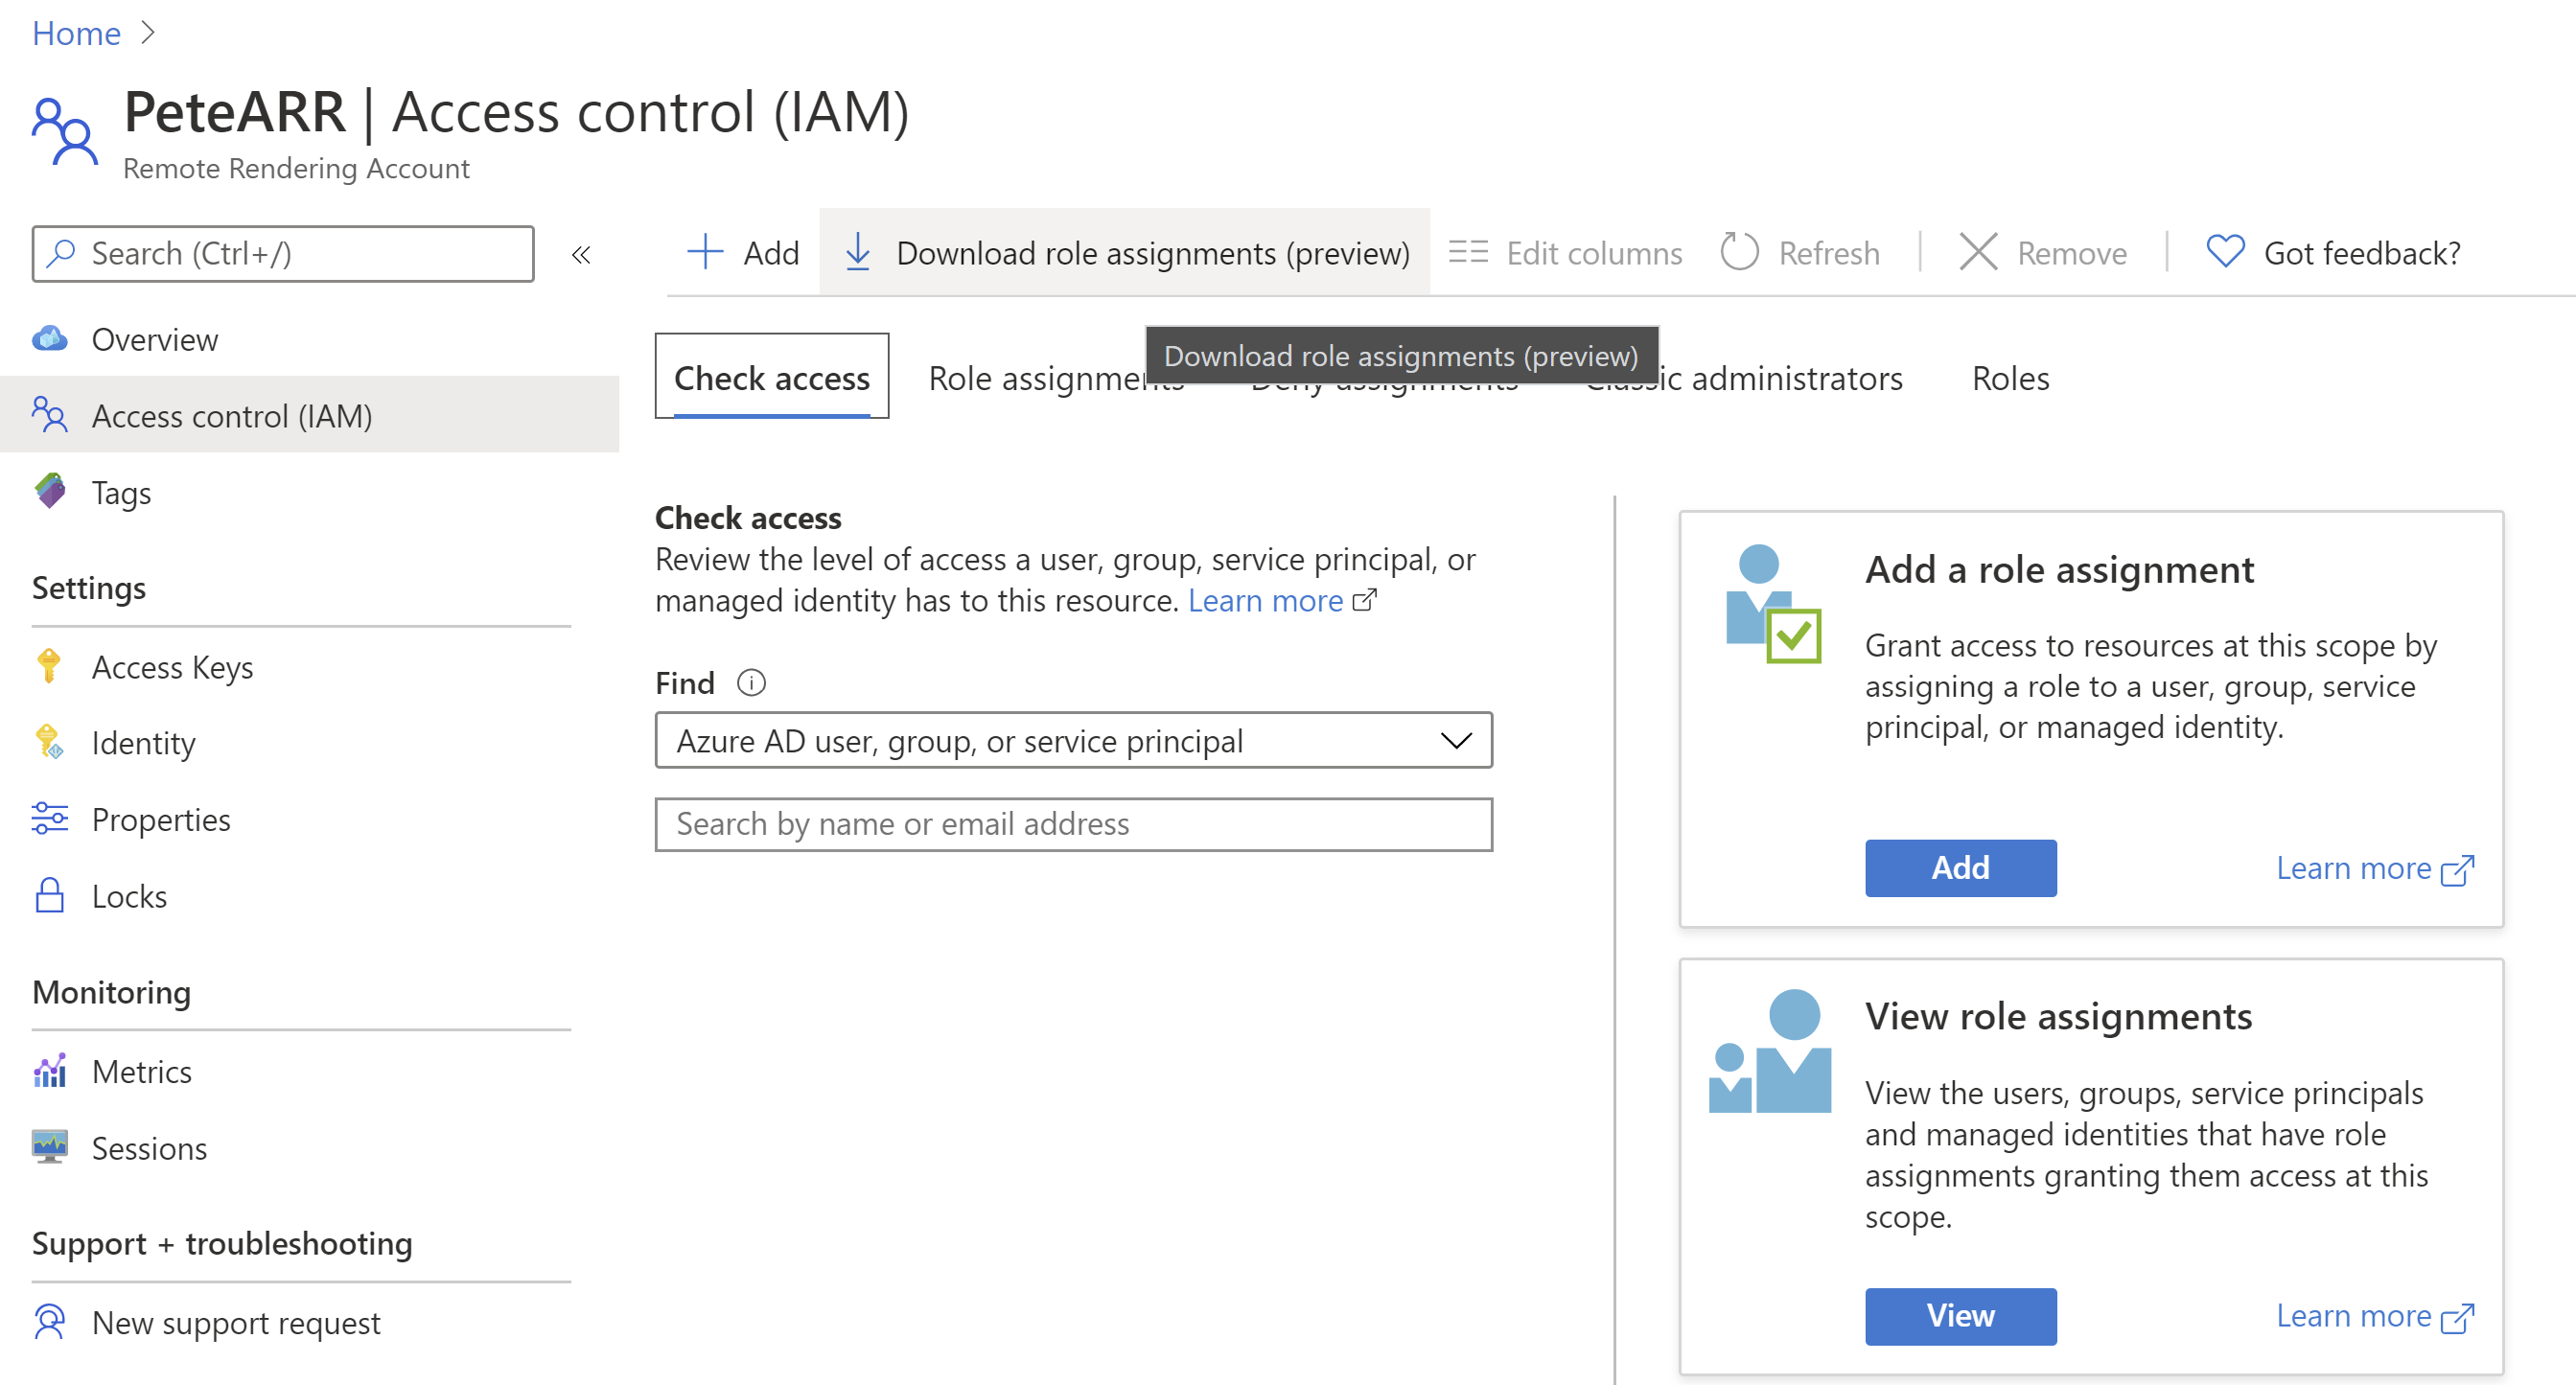 Home
PeteARR | Access control (IAM)
Remote Rendering Account
Search (Ctrl+/)
Add
Download role assignments (preview)
Edit columns
Refresh
Remove
Got feedback?
Overview
Access control (IAM)
Tags
Settings
Access Keys
Identity
Properties
Locks
Monitoring
Metrics
Sessions
Support + troubleshooting
New support request
Download role assignments (preview)
Check access
Role assignments
Deny assignments
Classic administrators
Roles
Check access
Review the level of access a user, group, service principal, or
managed identity has to this resource. Learn more
Find
Azure AD user, group, or service principal
Search by name or email address
Add a role assignment
Grant access to resources at this scope by
assigning a role to a user, group, service
principal, or managed identity.
Add
Learn more
View role assignments
View the users, groups, service principals
and managed identities that have role
assignments granting them access at this
scope.
View
Learn more